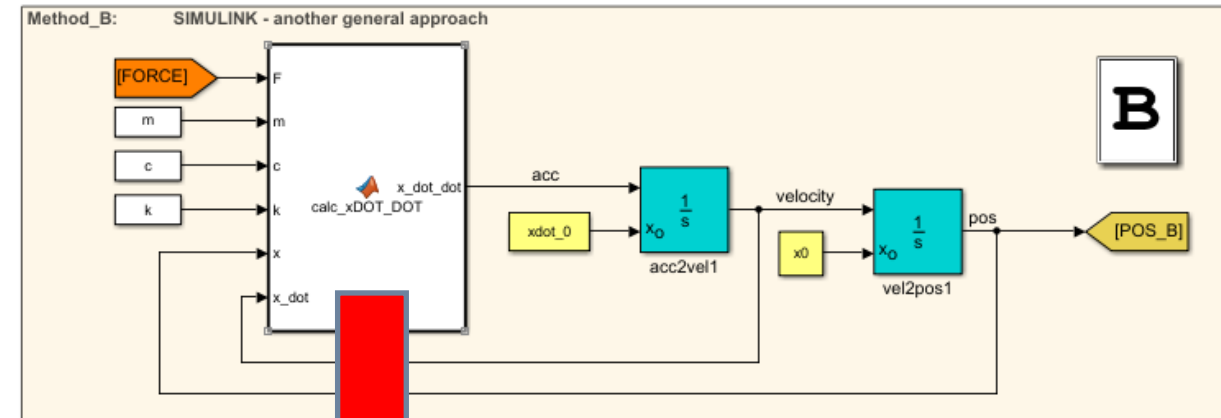 Method_B: SIMULINK - another general approach
[FORCE]
F
m
m
c
c
k
k
x
x_dot
x_dot_dot
calc_xDOT_DOT
acc
xdot_0
xo
1
s
acc2vel1
velocity
x0
xo
1
s
vel2pos1
pos
[POS_B]
B